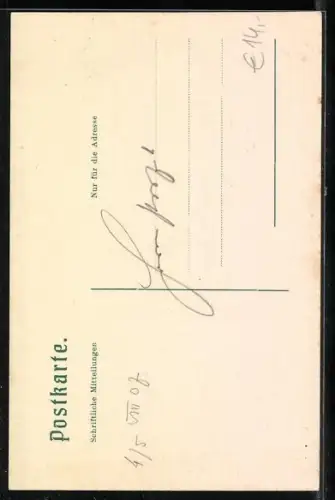 Postkarte.
Schriftliche Mitteilungen
Nur für die Adresse
4/5 VIII 07
€14,-